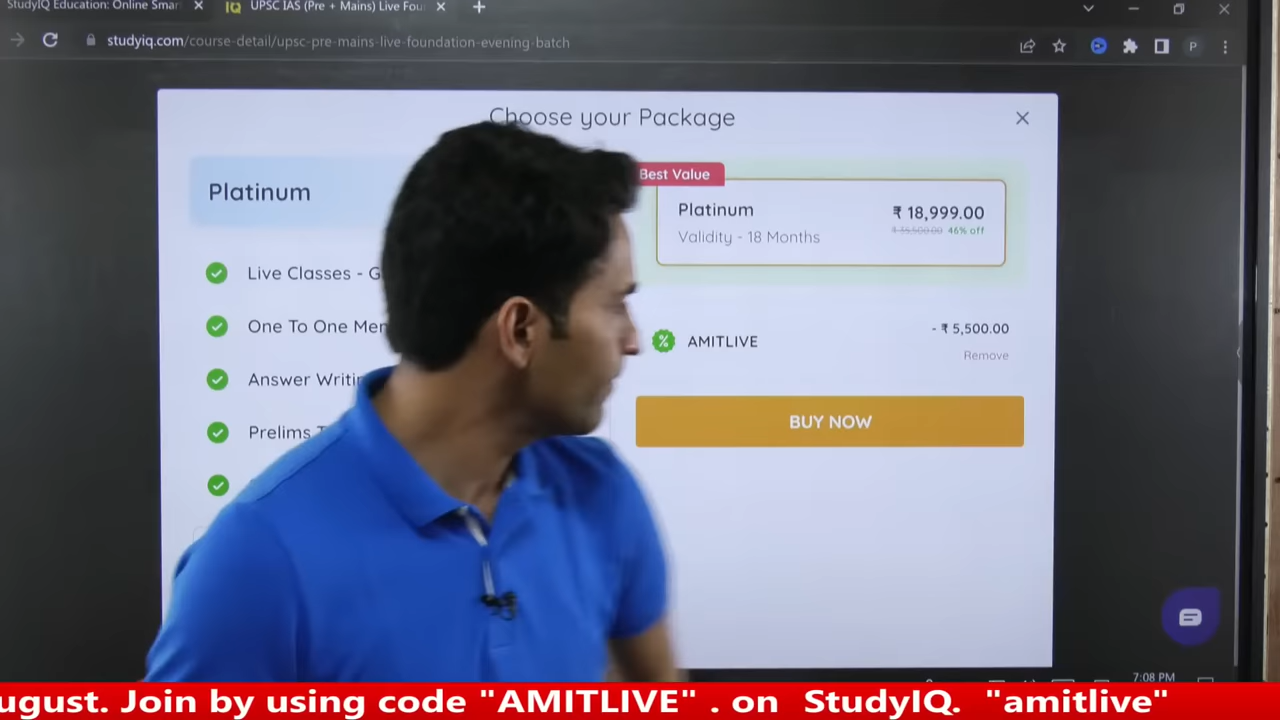 StudyIQ Education: Online Smar
IQ UPSC IAS (Pre + Mains) Live Fou
studyiq.com/course-detail/upsc-pre-mains-live-foundation-evening-batch
P
Choose your Package
Platinum
Live Classes - G
One To One Men
Answer Writin
Prelims T
Best Value
Platinum
₹ 18,999.00
46% off
Validity - 18 Months
AMITLIVE
- ₹ 5,500.00
Remove
BUY NOW
7:08 PM
ugust. Join by using code "AMITLIVE" . on StudyIQ. "amitlive"